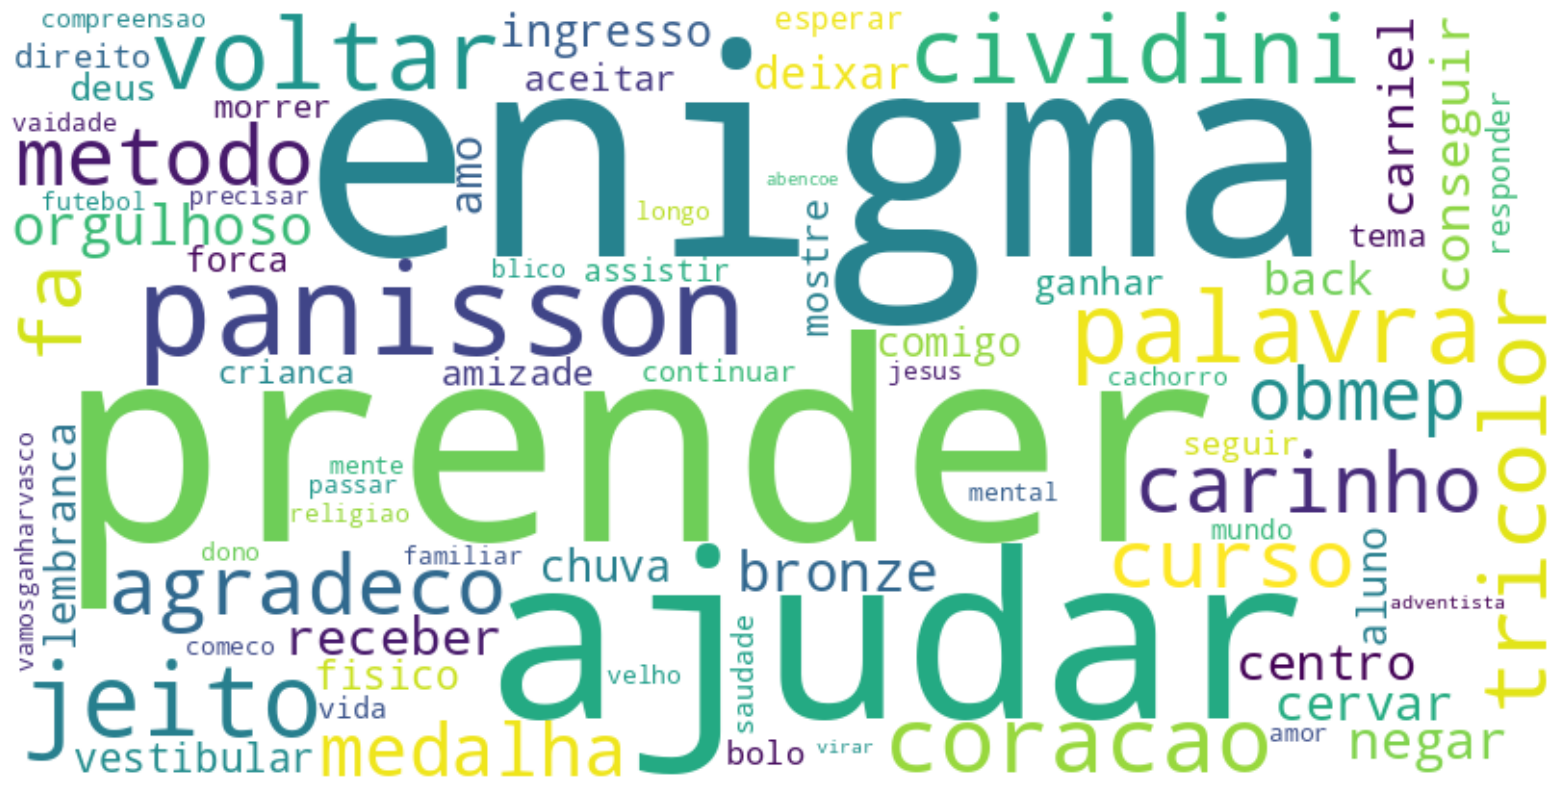 compreensao
voltar
ingresso
esperar
cividini
direito
deus
aceitar
deixar
carniel
conseguir
responder
vaidade
morrer
metodo
enigma
amo
abencoe
futebol
precisar
orgulhoso
longo
mostre
tema
forca
fa
blico
assistir
ganhar
back
panisson
palavra
tricolor
comigo
crianca
amizade
continuar
jesus
cachorro
obmep
prender
lembranca
vamosganharvasco
mente
passar
religiao
mental
seguir
carinho
mundo
dono
familiar
chuva
bronze
curso
aluno
agradeco
adventista
ajudar
comeco
receber
centro
jeito
fisico
velho
saudade
vida
cervar
vestibular
medalha
bolo
virar
coracao
amor
negar